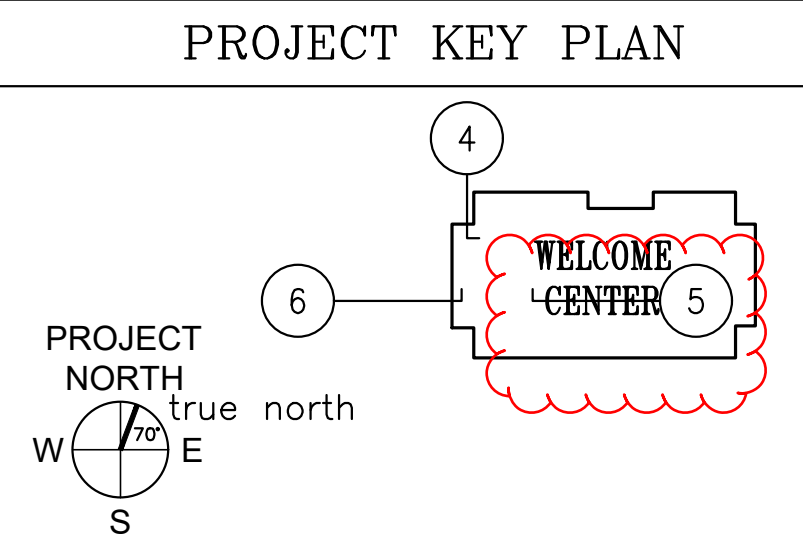 PROJECT KEY PLAN
4
WELCOME
CENTER
6
5
PROJECT
NORTH
true north
70°
W
E
S